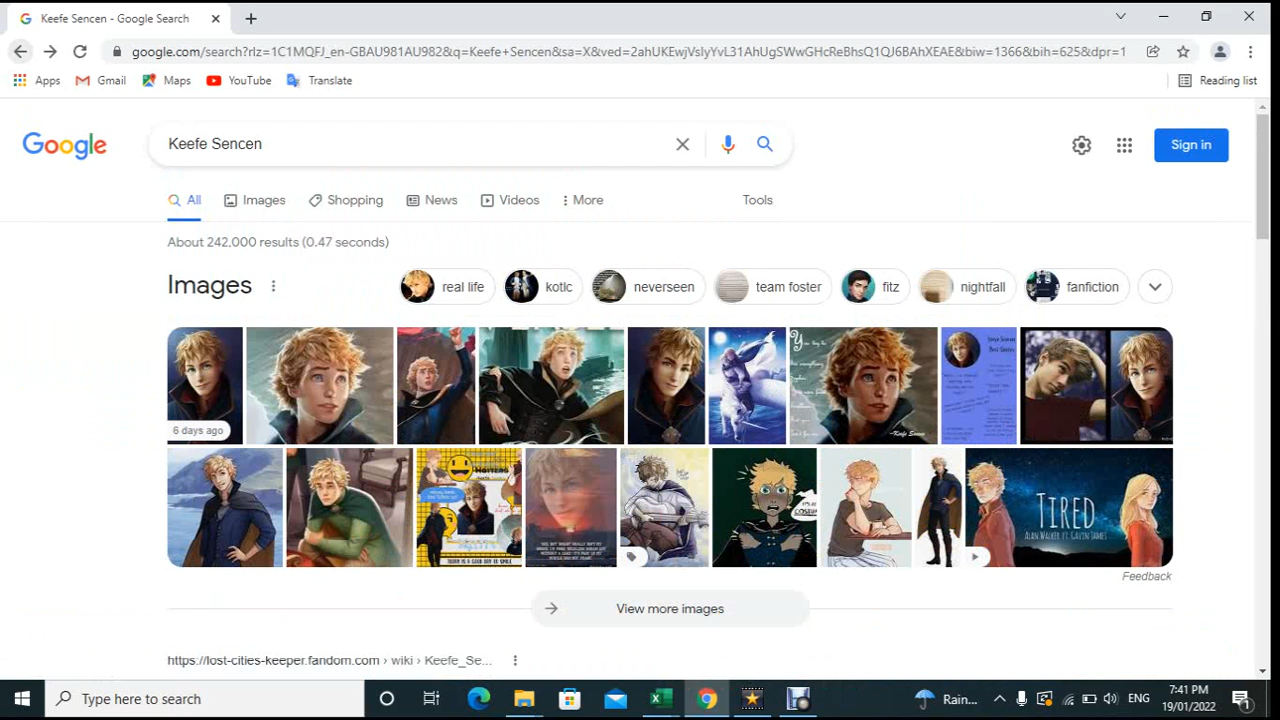 Keefe Sencen - Google Search
google.com/search?rlz=1C1MQFJ_en-GBAU981AU982&q=Keefe+Sencen&sa=X&ved=2ahUKEwjVslyYvL31AhUgSWwGHcReBhsQ1QJ6BAhXEAE&biw=1366&bih=625&dpr=1
Apps Gmail Maps YouTube Translate Reading list
Google
Keefe Sencen
Sign in
All Images Shopping News Videos More Tools
About 242,000 results (0.47 seconds)
Images
real life kotic neverseen team foster fitz nightfall fanfiction
6 days ago
TIRED
ALAN WALKER FT. GAVIN JAMES
Feedback
View more images
https://lost-cities-keeper.fandom.com › wiki › Keefe_Se...
Type here to search
Rain...
ENG
7:41 PM
19/01/2022